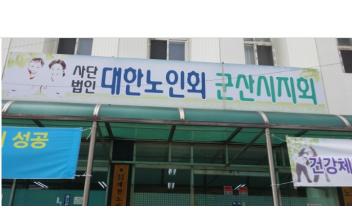 사단
법인
대한노인회 군산시지회
성공
건강체